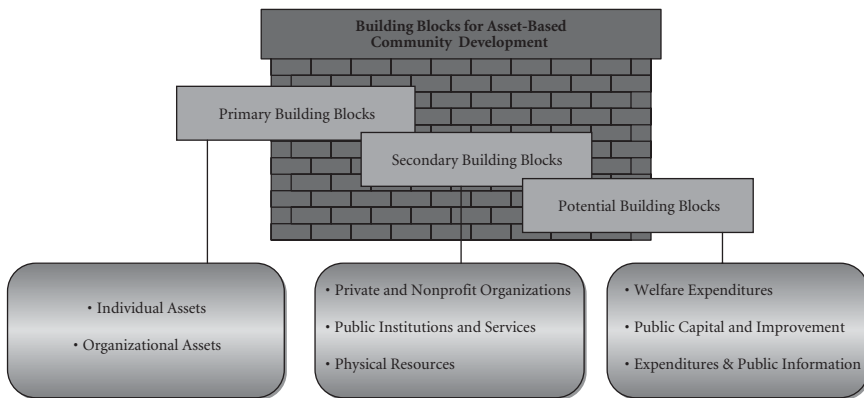 Building Blocks for Asset-Based
Community Development
Primary Building Blocks
Secondary Building Blocks
Potential Building Blocks
• Individual Assets
• Organizational Assets
• Private and Nonprofit Organizations
• Public Institutions and Services
• Physical Resources
• Welfare Expenditures
• Public Capital and Improvement
• Expenditures & Public Information